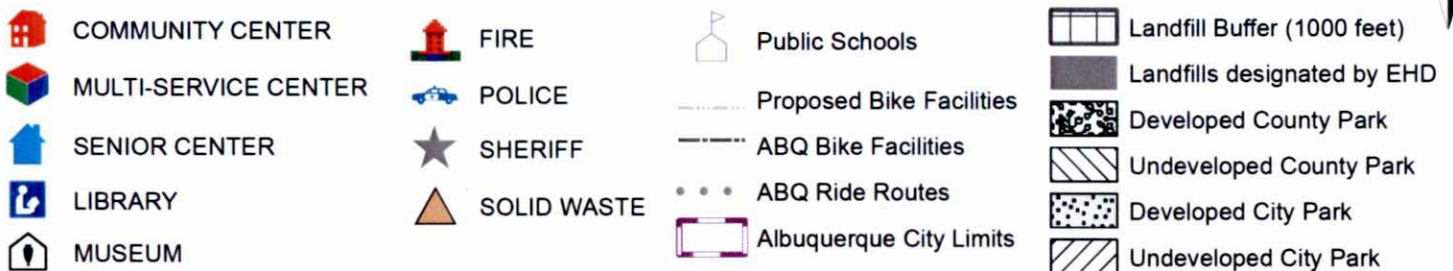 COMMUNITY CENTER
MULTI-SERVICE CENTER
SENIOR CENTER
LIBRARY
MUSEUM
FIRE
POLICE
SHERIFF
SOLID WASTE
Public Schools
Proposed Bike Facilities
ABQ Bike Facilities
ABQ Ride Routes
Albuquerque City Limits
Landfill Buffer (1000 feet)
Landfills designated by EHD
Developed County Park
Undeveloped County Park
Developed City Park
Undeveloped City Park